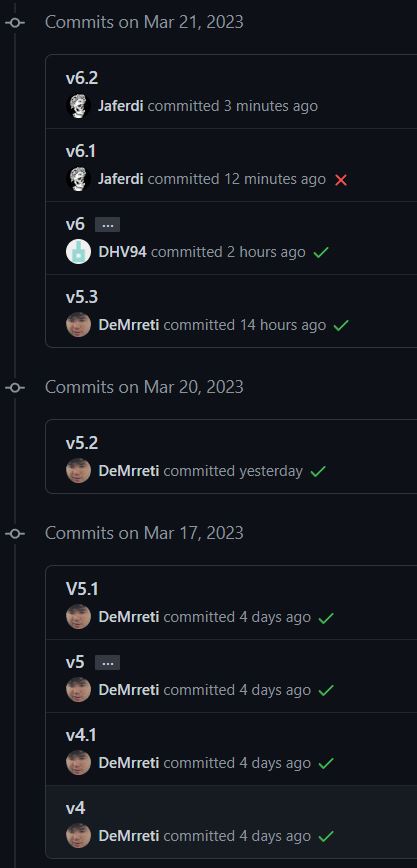 Commits on Mar 21, 2023
v6.2
Jaferdi committed 3 minutes ago
v6.1
Jaferdi committed 12 minutes ago
v6 ...
DHV94 committed 2 hours ago
v5.3
DeMrreti committed 14 hours ago
Commits on Mar 20, 2023
v5.2
DeMrreti committed yesterday
Commits on Mar 17, 2023
V5.1
DeMrreti committed 4 days ago
v5 ...
DeMrreti committed 4 days ago
v4.1
DeMrreti committed 4 days ago
v4
DeMrreti committed 4 days ago